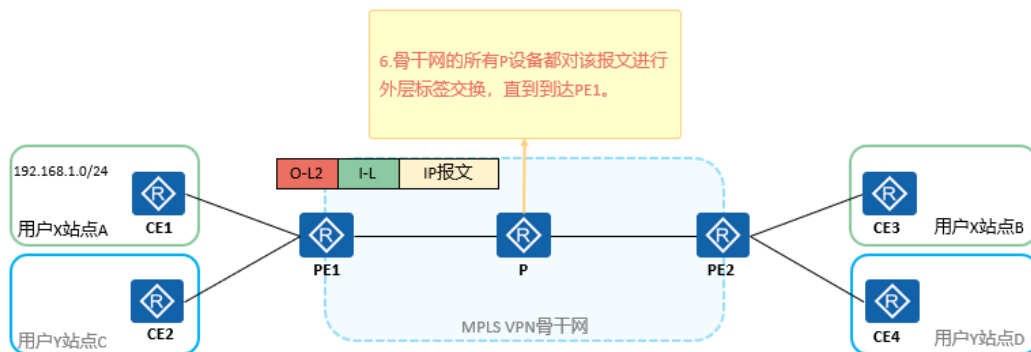 6.骨干网的所有P设备都对该报文进行
外层标签交换，直到到达PE1。
192.168.1.0/24
O-L2
I-L
IP报文
R
CE1
用户X站点A
R
PE1
R
P
R
PE2
R
CE3
用户X站点B
R
CE2
用户Y站点C
MPLS VPN骨干网
R
CE4
用户Y站点D